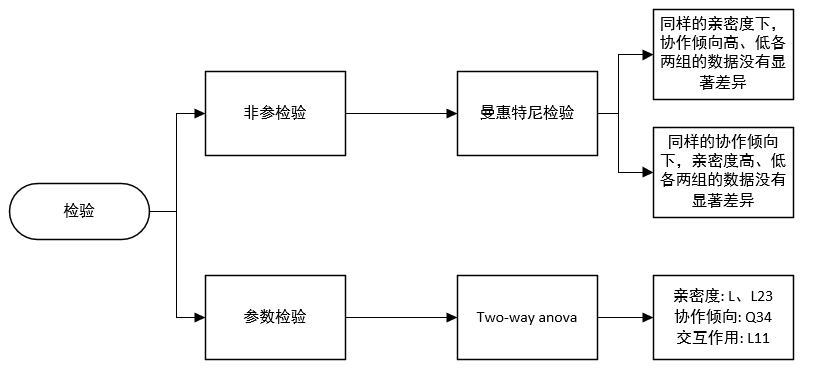 检验
非参检验
曼惠特尼检验
同样的亲密度下，
协作倾向高、低各
两组的数据没有显
著差异
同样的协作倾向
下，亲密度高、低
各两组的数据没有
显著差异
参数检验
Two-way anova
亲密度: L、L23
协作倾向: Q34
交互作用: L11